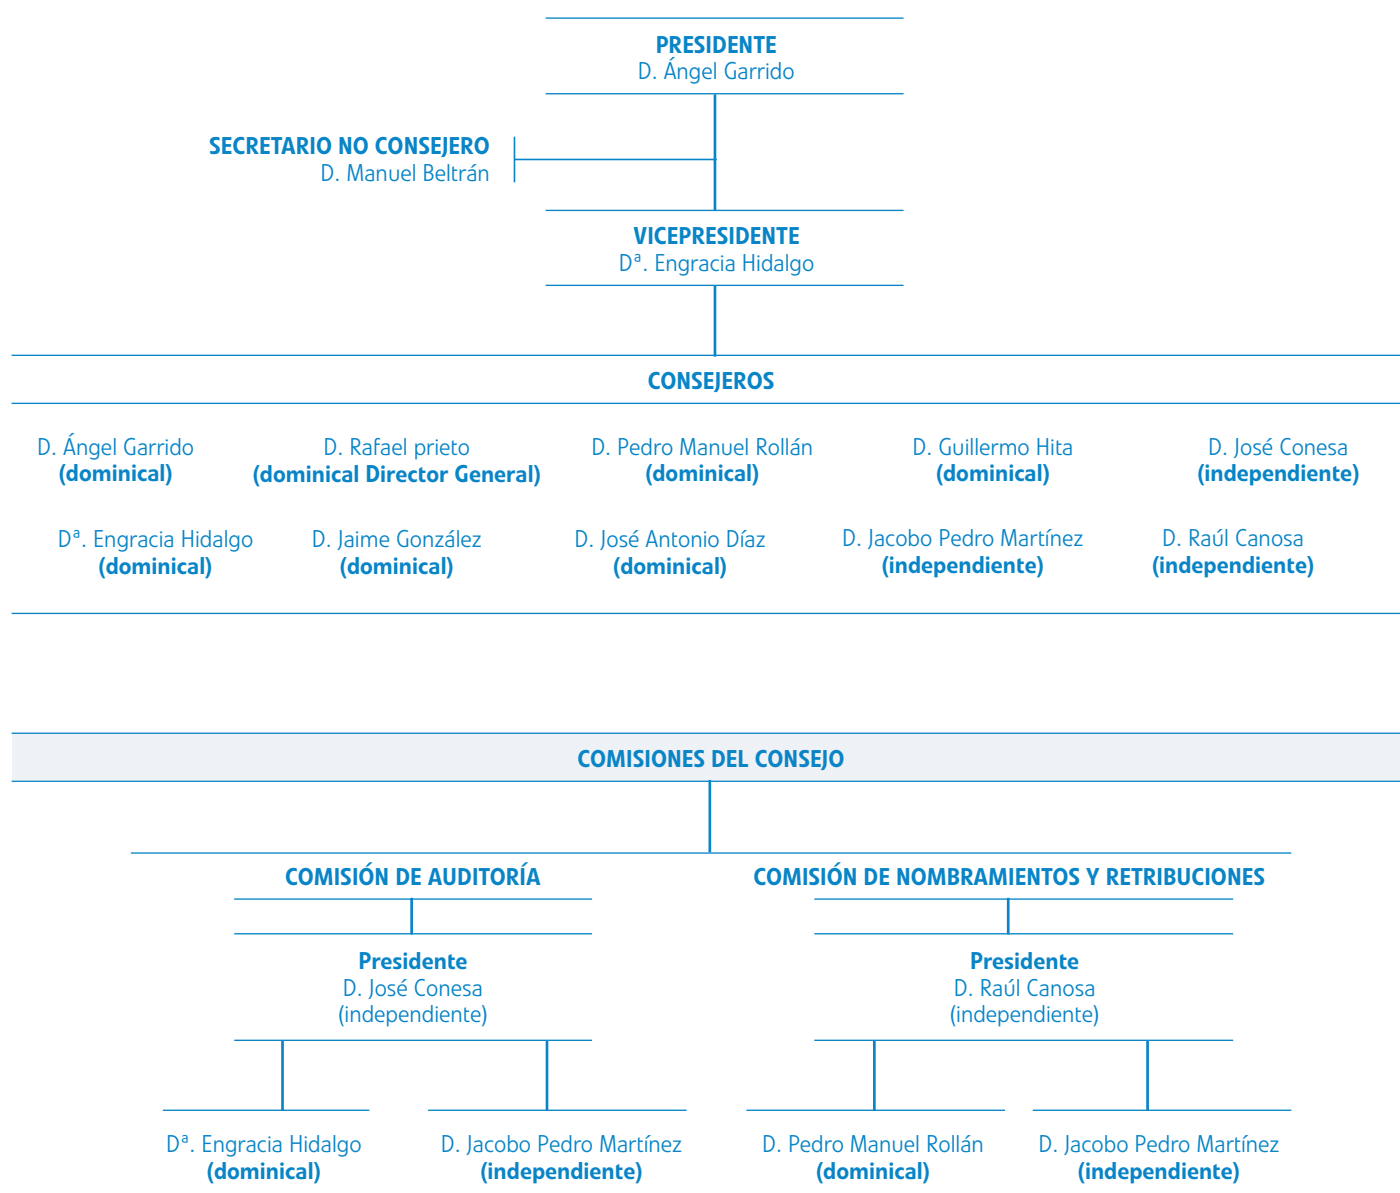 PRESIDENTE
D. Ángel Garrido
SECRETARIO NO CONSEJERO
D. Manuel Beltrán
VICEPRESIDENTE
Dª. Engracia Hidalgo
CONSEJEROS
D. Ángel Garrido
(dominical)
D. Rafael prieto
(dominical Director General)
D. Pedro Manuel Rollán
(dominical)
D. Guillermo Hita
(dominical)
D. José Conesa
(independiente)
Dª. Engracia Hidalgo
(dominical)
D. Jaime González
(dominical)
D. José Antonio Díaz
(dominical)
D. Jacobo Pedro Martínez
(independiente)
D. Raúl Canosa
(independiente)
COMISIONES DEL CONSEJO
COMISIÓN DE AUDITORÍA
Presidente
D. José Conesa
(independiente)
Dª. Engracia Hidalgo
(dominical)
D. Jacobo Pedro Martínez
(independiente)
COMISIÓN DE NOMBRAMIENTOS Y RETRIBUCIONES
Presidente
D. Raúl Canosa
(independiente)
D. Pedro Manuel Rollán
(dominical)
D. Jacobo Pedro Martínez
(independiente)